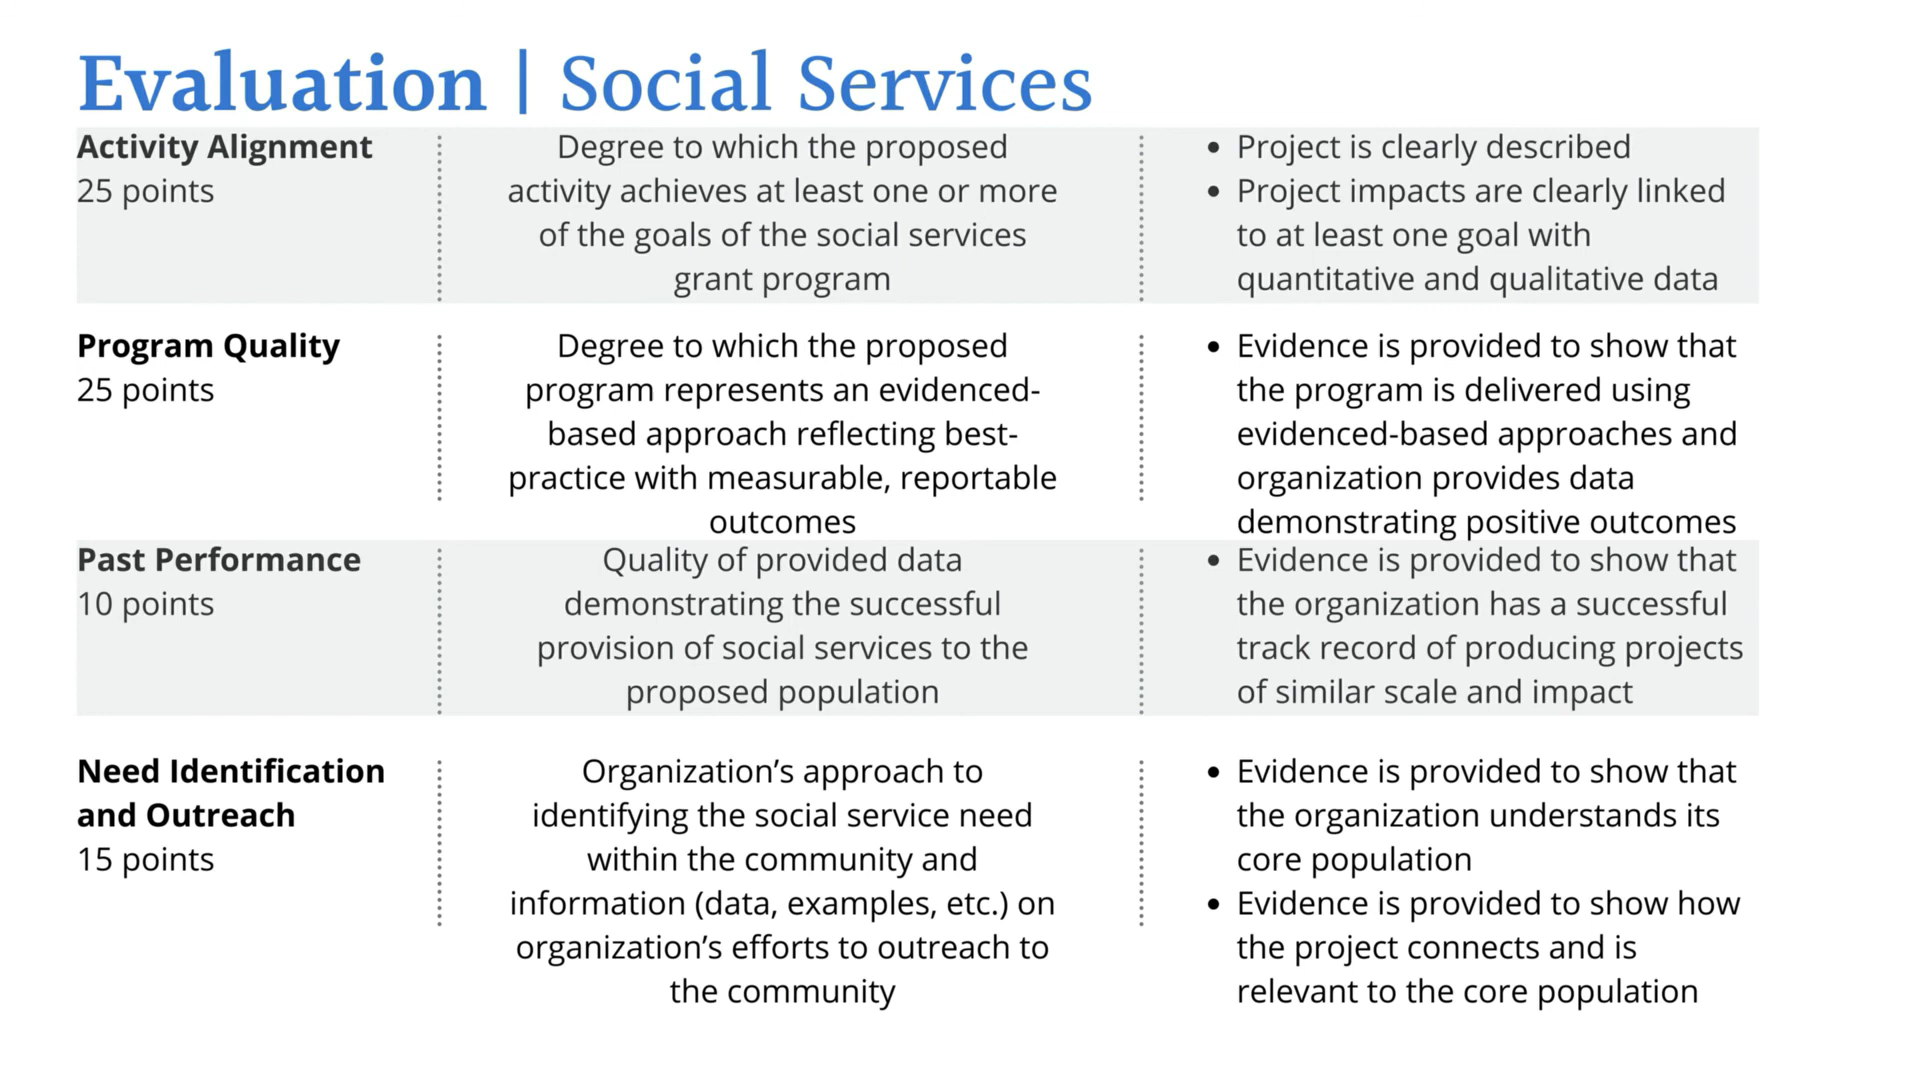 Evaluation | Social Services
Activity Alignment
25 points
Degree to which the proposed
activity achieves at least one or more
of the goals of the social services
grant program
• Project is clearly described
• Project impacts are clearly linked
to at least one goal with
quantitative and qualitative data
Program Quality
25 points
Degree to which the proposed
program represents an evidenced-
based approach reflecting best-
practice with measurable, reportable
outcomes
• Evidence is provided to show that
the program is delivered using
evidenced-based approaches and
organization provides data
demonstrating positive outcomes
Past Performance
10 points
Quality of provided data
demonstrating the successful
provision of social services to the
proposed population
• Evidence is provided to show that
the organization has a successful
track record of producing projects
of similar scale and impact
Need Identification
and Outreach
15 points
Organization’s approach to
identifying the social service need
within the community and
information (data, examples, etc.) on
organization’s efforts to outreach to
the community
• Evidence is provided to show that
the organization understands its
core population
• Evidence is provided to show how
the project connects and is
relevant to the core population